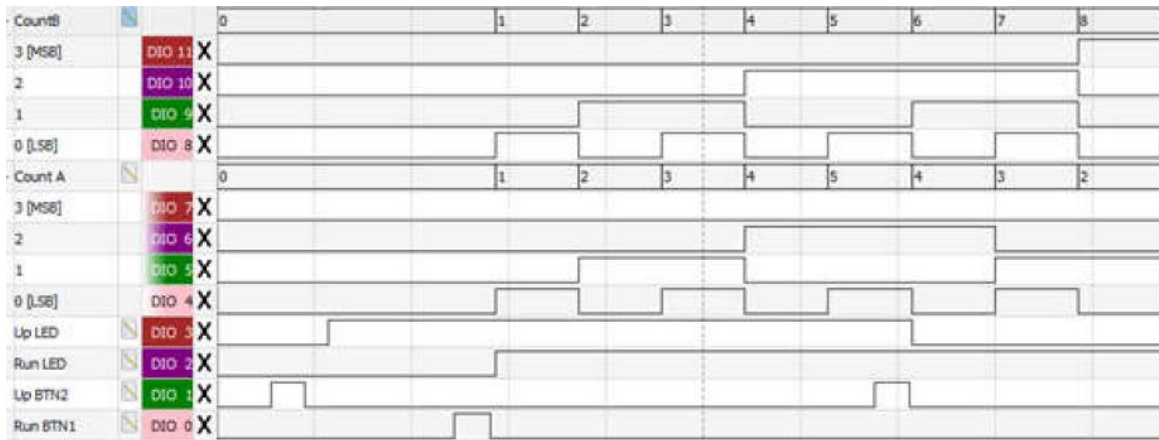 CountB 0 1 2 3 4 5 6 7 8
3 [MSB] DIO 11 X
2 DIO 10 X
1 DIO 9 X
0 [LSB] DIO 8 X
Count A 0 1 2 3 4 5 4 3 2
3 [MSB] DIO 7 X
2 DIO 6 X
1 DIO 5 X
0 [LSB] DIO 4 X
Up LED DIO 3 X
Run LED DIO 2 X
Up BTN2 DIO 1 X
Run BTN1 DIO 0 X